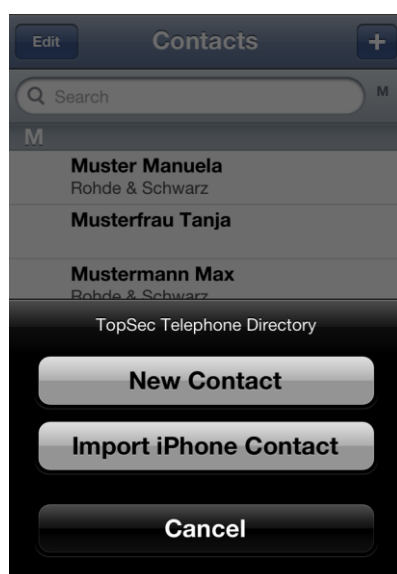 Edit Contacts +
Search M
M
Muster Manuela
Rohde & Schwarz
Musterfrau Tanja
Mustermann Max
Rohde & Schwarz
TopSec Telephone Directory
New Contact
Import iPhone Contact
Cancel